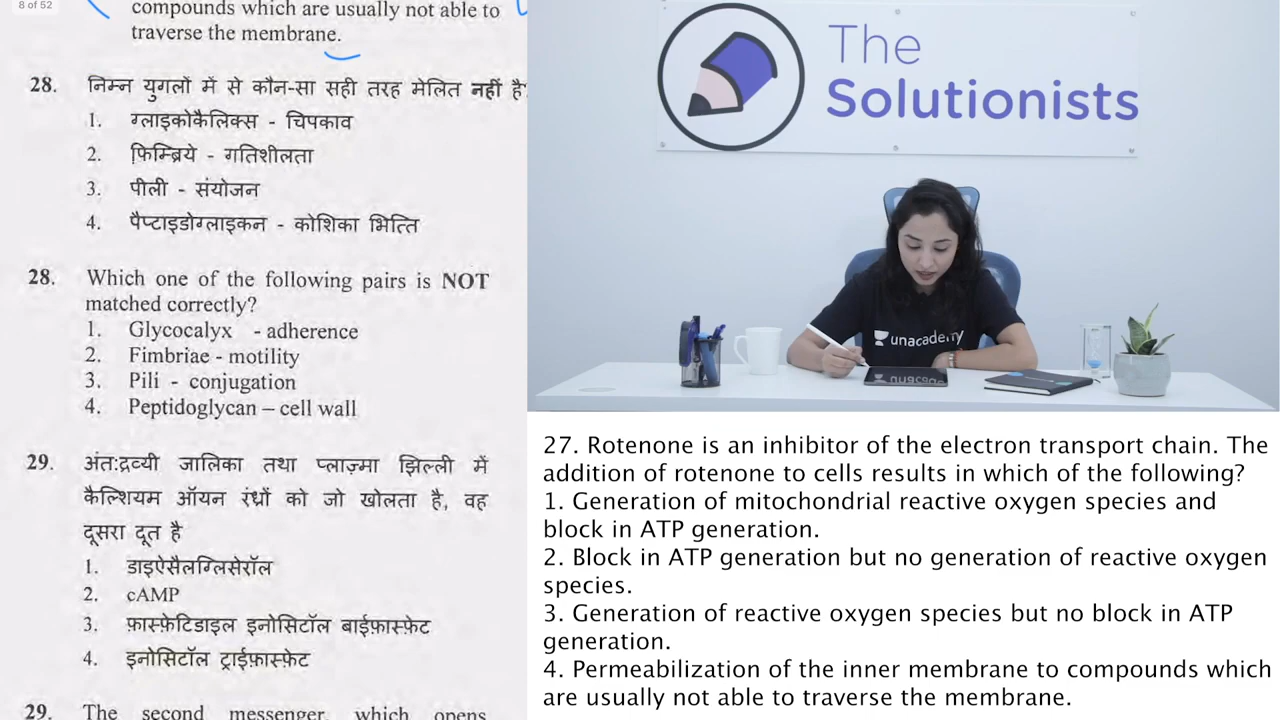 8 of 52
compounds which are usually not able to
traverse the membrane.
28. निम्न युगलों में से कौन-सा सही तरह मेलित नहीं है
1. ग्लाइकोकैलिक्स - चिपकाव
2. फ़िम्ब्रिये - गतिशीलता
3. पीली - संयोजन
4. पैप्टाइडोग्लाइकन - कोशिका भित्ति
28. Which one of the following pairs is NOT
matched correctly?
1. Glycocalyx - adherence
2. Fimbriae - motility
3. Pili - conjugation
4. Peptidoglycan – cell wall
29. अंत:द्रव्यी जालिका तथा प्लाज़्मा झिल्ली में
कैल्शियम ऑयन रंध्रों को जो खोलता है, वह
दूसरा दूत है
1. डाइऐसैलग्लिसेरॉल
2. cAMP
3. फ़ास्फ़ेटिडाइल इनोसिटॉल बाईफ़ास्फ़ेट
4. इनोसिटॉल ट्राईफ़ास्फ़ेट
29. The second messenger, which opens
The
Solutionists
unacademy
27. Rotenone is an inhibitor of the electron transport chain. The
addition of rotenone to cells results in which of the following?
1. Generation of mitochondrial reactive oxygen species and
block in ATP generation.
2. Block in ATP generation but no generation of reactive oxygen
species.
3. Generation of reactive oxygen species but no block in ATP
generation.
4. Permeabilization of the inner membrane to compounds which
are usually not able to traverse the membrane.